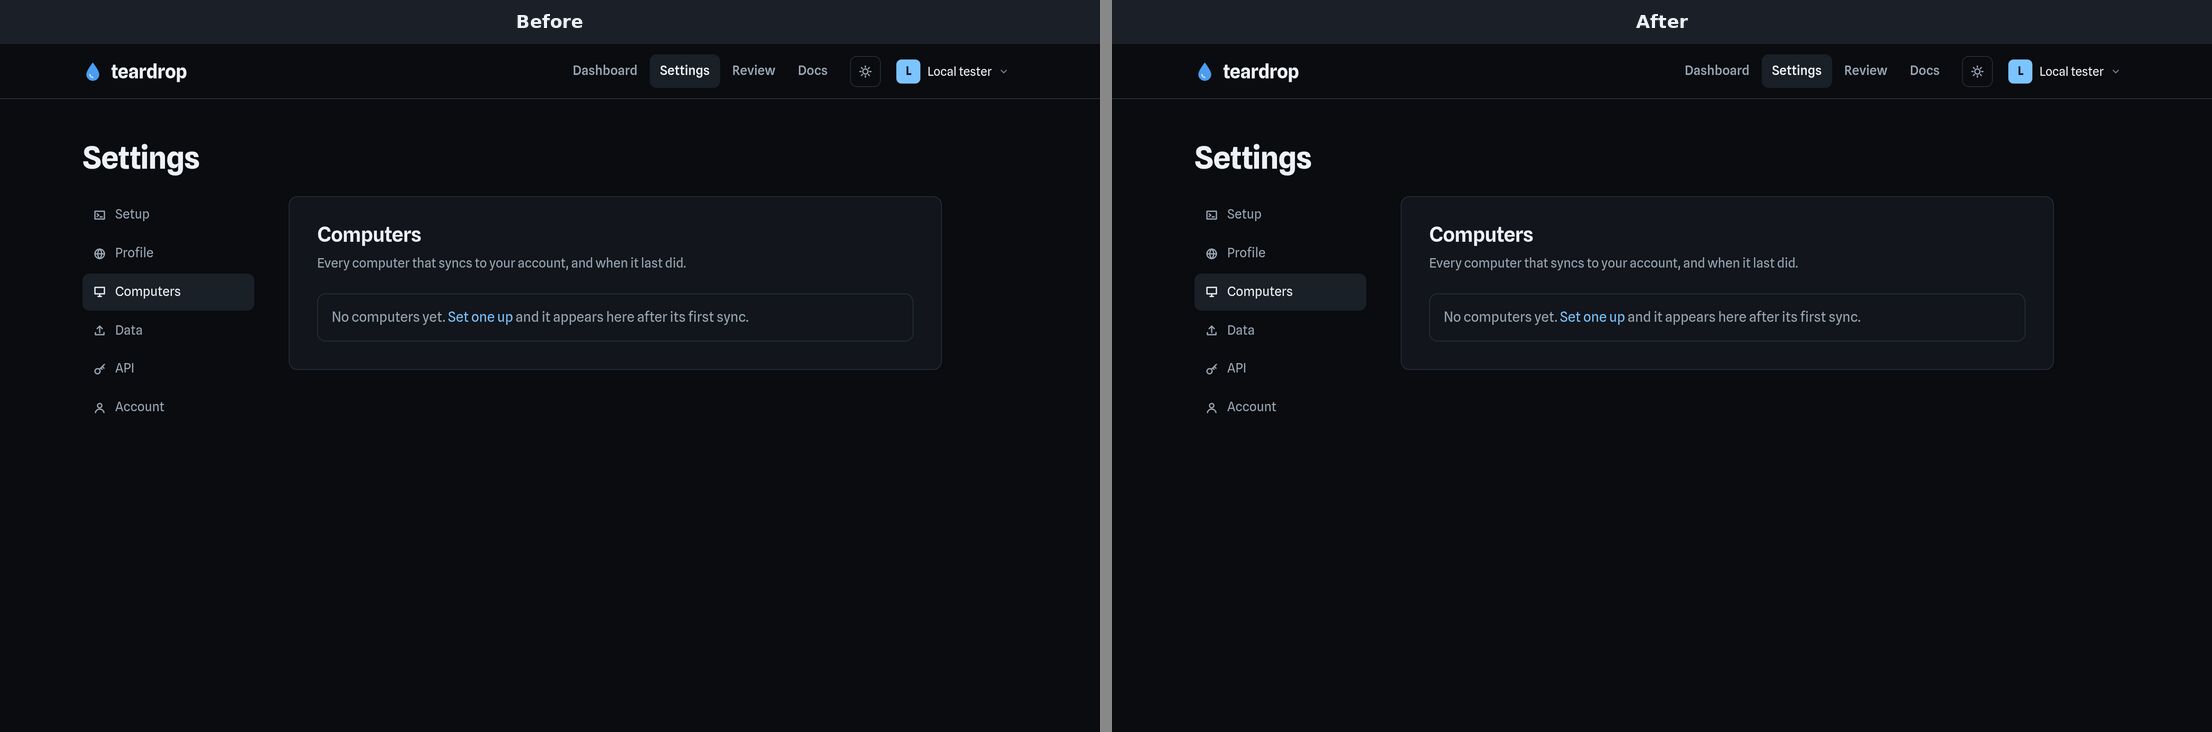 Before
teardrop
Dashboard Settings Review Docs L Local tester
Settings
Setup
Profile
Computers
Data
API
Account
Computers
Every computer that syncs to your account, and when it last did.
No computers yet. Set one up and it appears here after its first sync.
After
teardrop
Dashboard Settings Review Docs L Local tester
Settings
Setup
Profile
Computers
Data
API
Account
Computers
Every computer that syncs to your account, and when it last did.
No computers yet. Set one up and it appears here after its first sync.